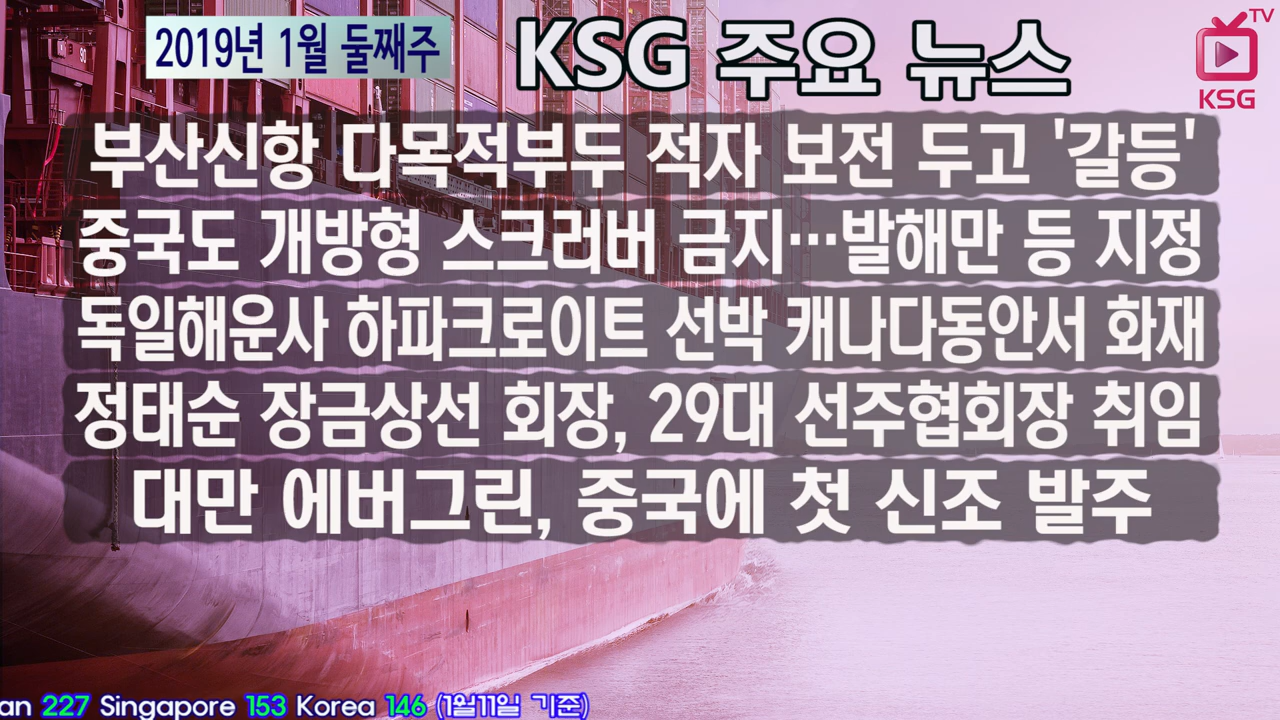 2019년 1월 둘째주
KSG 주요 뉴스
TV
KSG
부산신항 다목적부두 적자 보전 두고 '갈등'
중국도 개방형 스크러버 금지…발해만 등 지정
독일해운사 하파크로이트 선박 캐나다동안서 화재
정태순 장금상선 회장, 29대 선주협회장 취임
대만 에버그린, 중국에 첫 신조 발주
an 227 Singapore 153 Korea 146 (1월11일 기준)